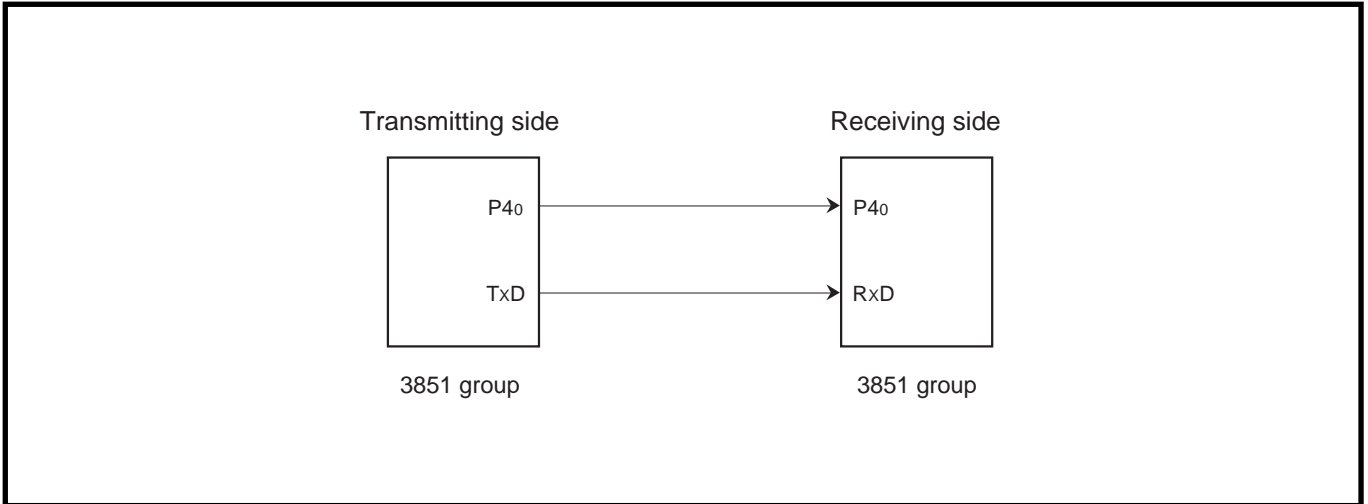 Transmitting side
Receiving side
P40
P40
TxD
RxD
3851 group
3851 group